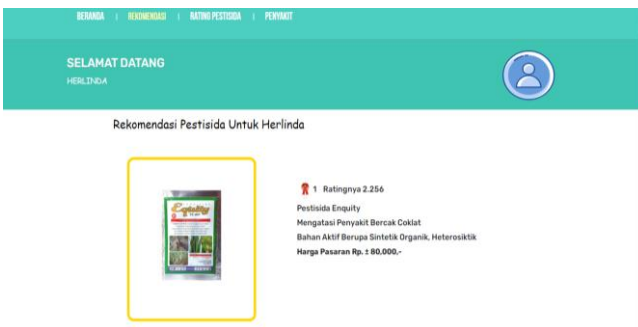 BERANDA | REKOMENDASI | RATING PESTISIDA | PENYAKIT
SELAMAT DATANG
HERLINDA
Rekomendasi Pestisida Untuk Herlinda
1 Ratingnya 2.256
Pestisida Enquity
Mengatasi Penyakit Bercak Coklat
Bahan Aktif Berupa Sintetik Organik, Heterosiktik
Harga Pasaran Rp. ± 80,000,-